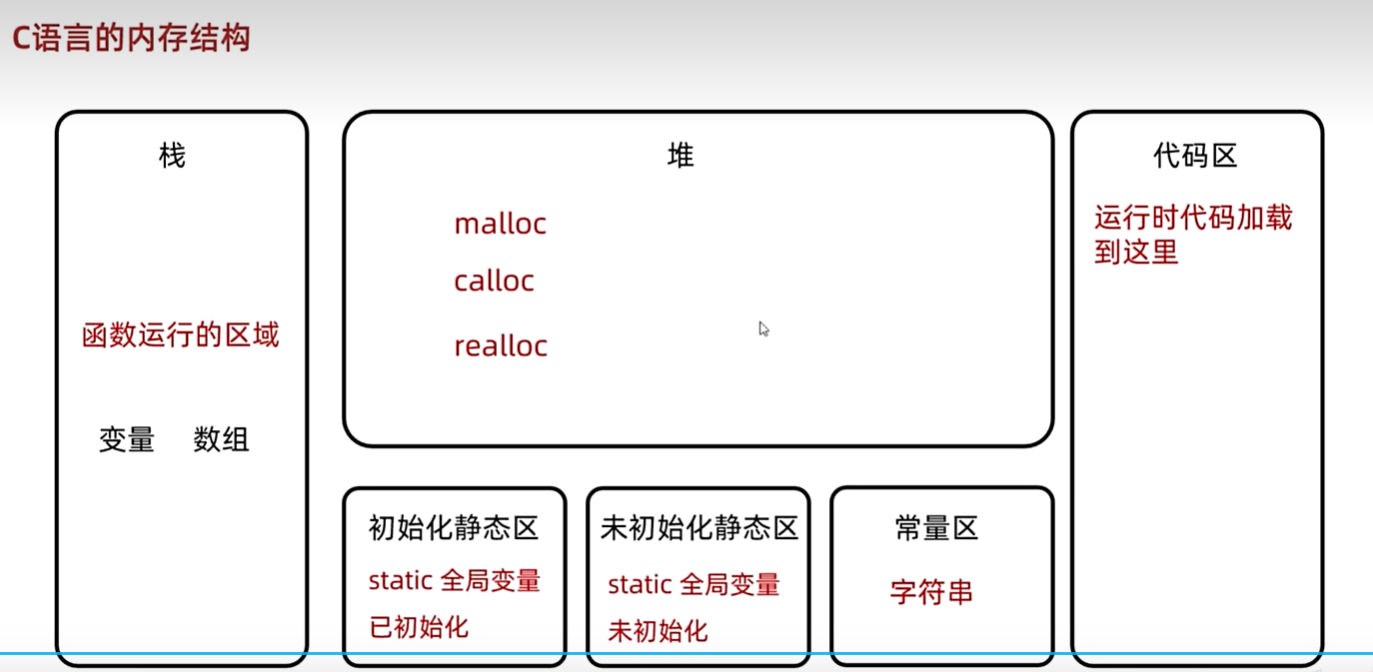 C语言的内存结构
栈
函数运行的区域
变量 数组
堆
malloc
calloc
realloc
初始化静态区
static 全局变量
已初始化
未初始化静态区
static 全局变量
未初始化
常量区
字符串
代码区
运行时代码加载
到这里